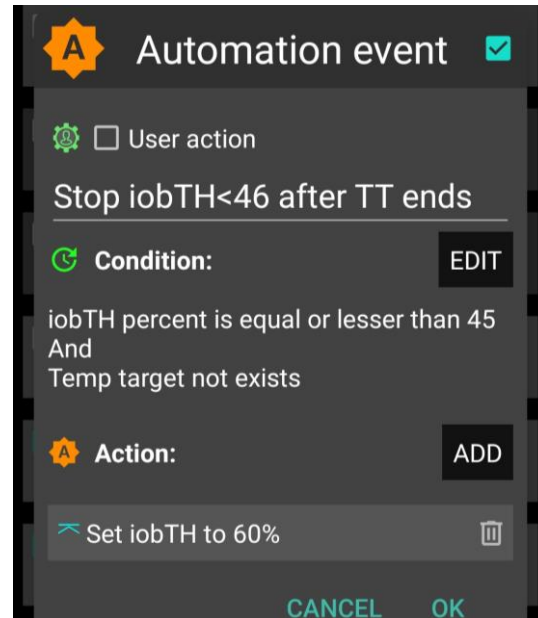 A Automation event
User action
Stop iobTH<46 after TT ends
Condition: EDIT
iobTH percent is equal or lesser than 45
And
Temp target not exists
A Action: ADD
Set iobTH to 60%
CANCEL OK